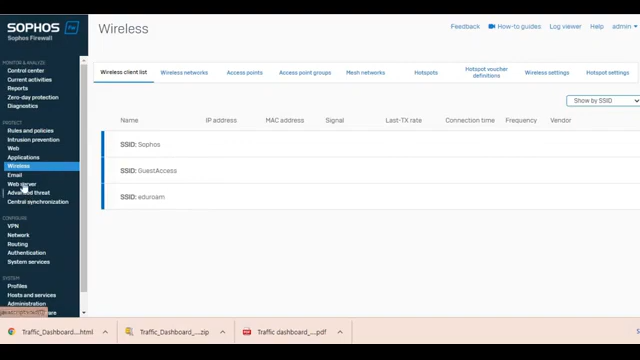 SOPHOS
FW
Sophos Firewall
Wireless
Feedback How-to guides Log viewer Help admin
MONITOR & ANALYZE
Control center
Current activities
Reports
Zero-day protection
Diagnostics
PROTECT
Rules and policies
Intrusion prevention
Web
Applications
Wireless
Email
Web server
Advanced threat
Central synchronization
CONFIGURE
VPN
Network
Routing
Authentication
System services
SYSTEM
Profiles
Hosts and services
Administration
Wireless client list Wireless networks Access points Access point groups Mesh networks Hotspots Hotspot voucher definitions Wireless settings Hotspot settings
Show by SSID
Name IP address MAC address Signal Last-TX rate Connection time Frequency Vendor
SSID: Sophos
SSID: GuestAccess
SSID: eduroam
Traffic_Dashboard....html Traffic_Dashboard_....zip Traffic dashboard_....pdf